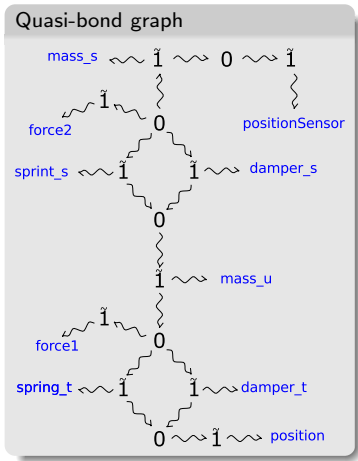 Quasi-bond graph
mass_s 1̃ 0 1̃
1̃ positionSensor
force2 0
sprint_s 1̃ 1̃ damper_s
0
1̃ mass_u
1̃
force1 0
spring_t 1̃ 1̃ damper_t
0 1̃ position